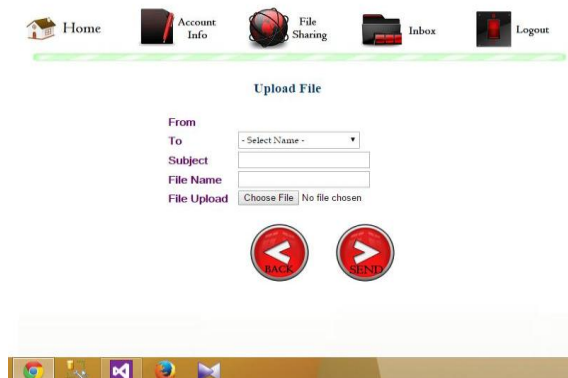 Home
Account
Info
File
Sharing
Inbox
Logout
Upload File
From
To - Select Name -
Subject
File Name
File Upload Choose File No file chosen
BACK SEND